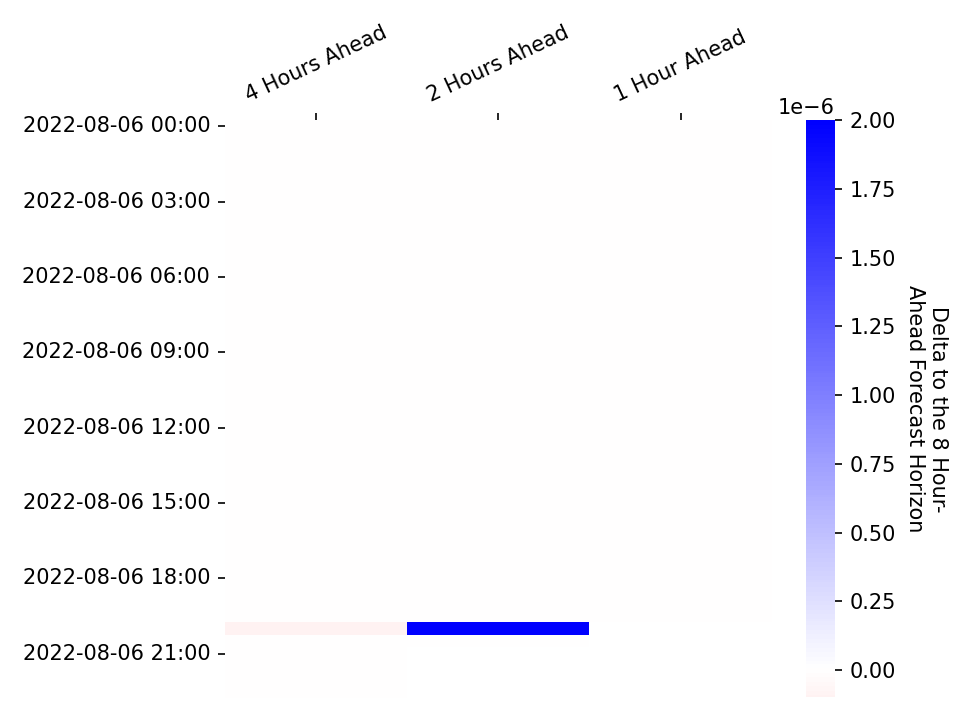 4 Hours Ahead
2 Hours Ahead
1 Hour Ahead
2022-08-06 00:00
2022-08-06 03:00
2022-08-06 06:00
2022-08-06 09:00
2022-08-06 12:00
2022-08-06 15:00
2022-08-06 18:00
2022-08-06 21:00
1e−6
2.00
1.75
1.50
1.25
1.00
0.75
0.50
0.25
0.00
Delta to the 8 Hour-
Ahead Forecast Horizon